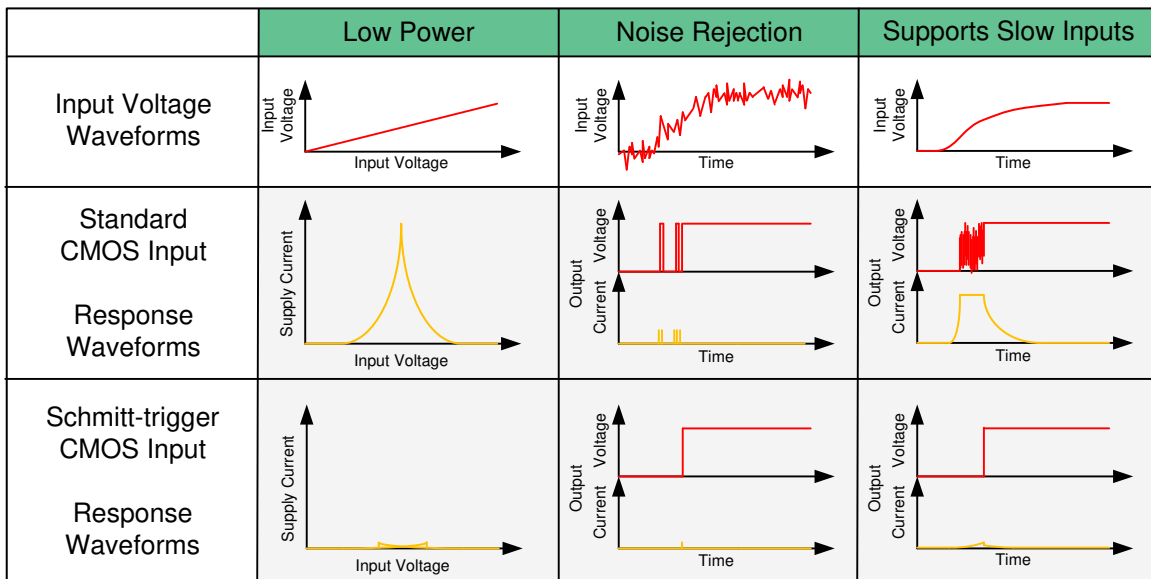 Low Power
Noise Rejection
Supports Slow Inputs
Input Voltage
Waveforms
Input
Voltage
Input Voltage
Input
Voltage
Time
Input
Voltage
Time
Standard
CMOS Input
Response
Waveforms
Supply Current
Input Voltage
Output
Voltage
Current
Time
Output
Voltage
Current
Time
Schmitt-trigger
CMOS Input
Response
Waveforms
Supply Current
Input Voltage
Output
Voltage
Current
Time
Output
Voltage
Current
Time